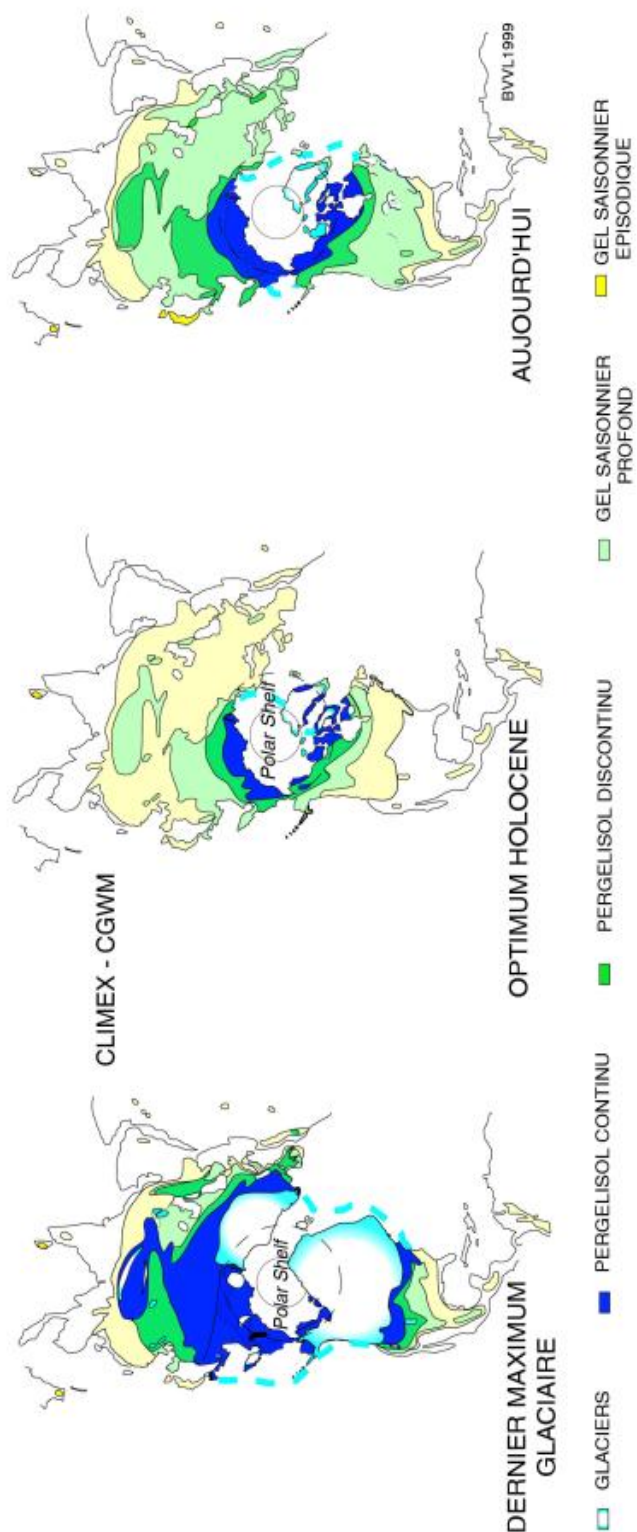 CLIMEX - CGWM
Polar Shelf
Polar Shelf
BVVL1999
DERNIER MAXIMUM
GLACIAIRE
OPTIMUM HOLOCENE
AUJOURD'HUI
GLACIERS
PERGELISOL CONTINU
PERGELISOL DISCONTINU
GEL SAISONNIER
PROFOND
GEL SAISONNIER
EPISODIQUE